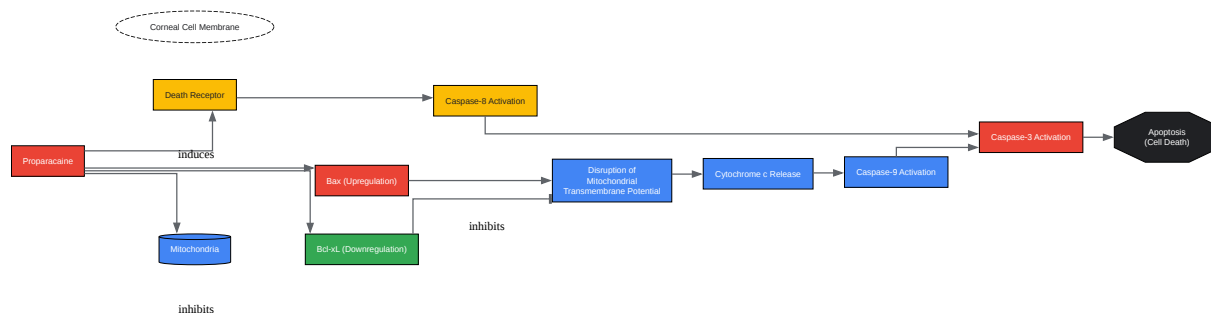 Corneal Cell Membrane
Death Receptor
Caspase-8 Activation
Caspase-3 Activation
Apoptosis
(Cell Death)
induces
Proparacaine
Bax (Upregulation)
Disruption of
Mitochondrial
Transmembrane Potential
Cytochrome c Release
Caspase-9 Activation
inhibits
Mitochondria
Bcl-xL (Downregulation)
inhibits